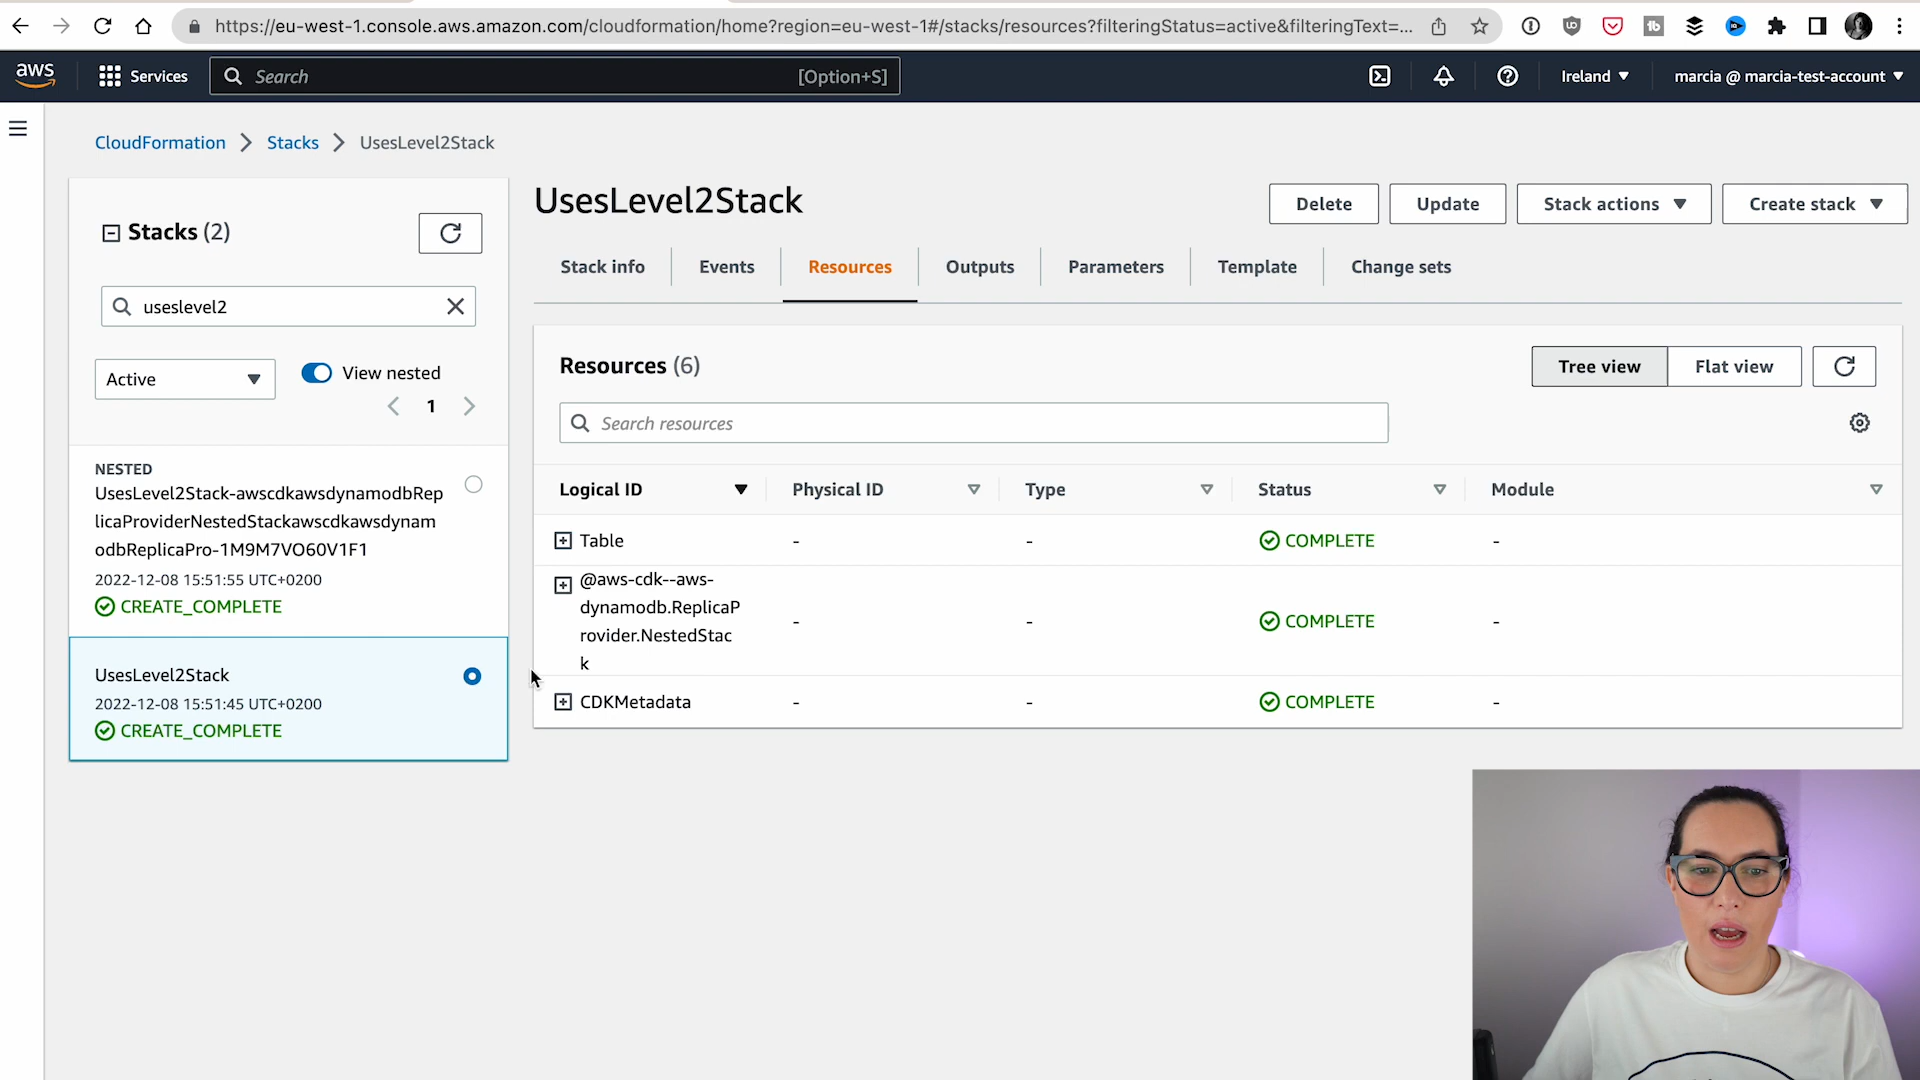 https://eu-west-1.console.aws.amazon.com/cloudformation/home?region=eu-west-1#/stacks/resources?filteringStatus=active&filteringText=...
aws
Services
Search
[Option+S]
Ireland ▼
marcia @ marcia-test-account ▼
CloudFormation > Stacks > UsesLevel2Stack
Stacks (2)
useslevel2
Active
View nested
1
NESTED
UsesLevel2Stack-awscdkawsdynamodbRep
licaProviderNestedStackawscdkawsdynam
odbReplicaPro-1M9M7VO60V1F1
2022-12-08 15:51:55 UTC+0200
CREATE_COMPLETE
UsesLevel2Stack
2022-12-08 15:51:45 UTC+0200
CREATE_COMPLETE
UsesLevel2Stack
Delete
Update
Stack actions
Create stack
Stack info
Events
Resources
Outputs
Parameters
Template
Change sets
Resources (6)
Tree view
Flat view
Search resources
Logical ID
Physical ID
Type
Status
Module
Table
-
-
COMPLETE
-
@aws-cdk--aws-
dynamodb.ReplicaP
rovider.NestedStac
k
-
-
COMPLETE
-
CDKMetadata
-
-
COMPLETE
-